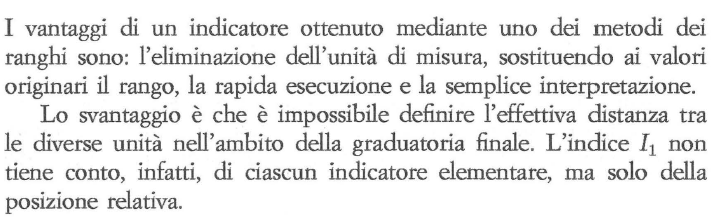 I vantaggi di un indicatore ottenuto mediante uno dei metodi dei
ranghi sono: l'eliminazione dell'unità di misura, sostituendo ai valori
originari il rango, la rapida esecuzione e la semplice interpretazione.
Lo svantaggio è che è impossibile definire l'effettiva distanza tra
le diverse unità nell'ambito della graduatoria finale. L'indice I₁ non
tiene conto, infatti, di ciascun indicatore elementare, ma solo della
posizione relativa.